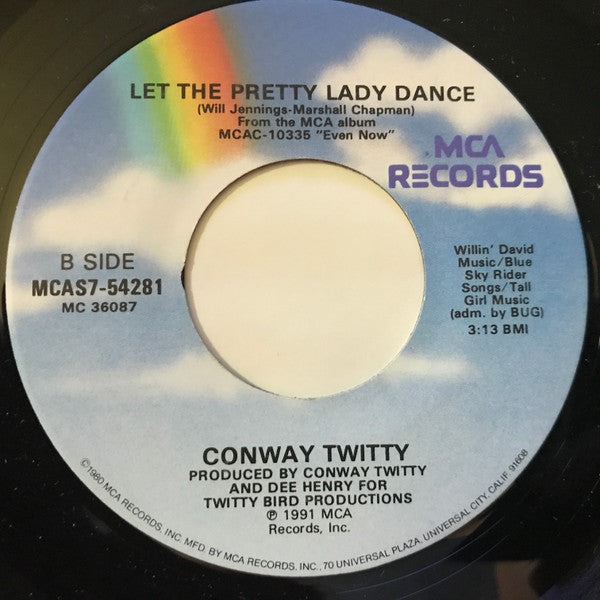 LET THE PRETTY LADY DANCE
(Will Jennings-Marshall Chapman)
From the MCA album
MCAC-10335 "Even Now"
MCA
RECORDS
B SIDE
MCAS7-54281
MC 36087
Willin' David
Music/Blue
Sky Rider
Songs/Tall
Girl Music
(adm. by BUG)
3:13 BMI
CONWAY TWITTY
PRODUCED BY CONWAY TWITTY
AND DEE HENRY FOR
TWITTY BIRD PRODUCTIONS
℗ 1991 MCA
Records, Inc.
©1980 MCA RECORDS, INC. MFD. BY MCA RECORDS, INC., 70 UNIVERSAL PLAZA, UNIVERSAL CITY, CALIF. 91608